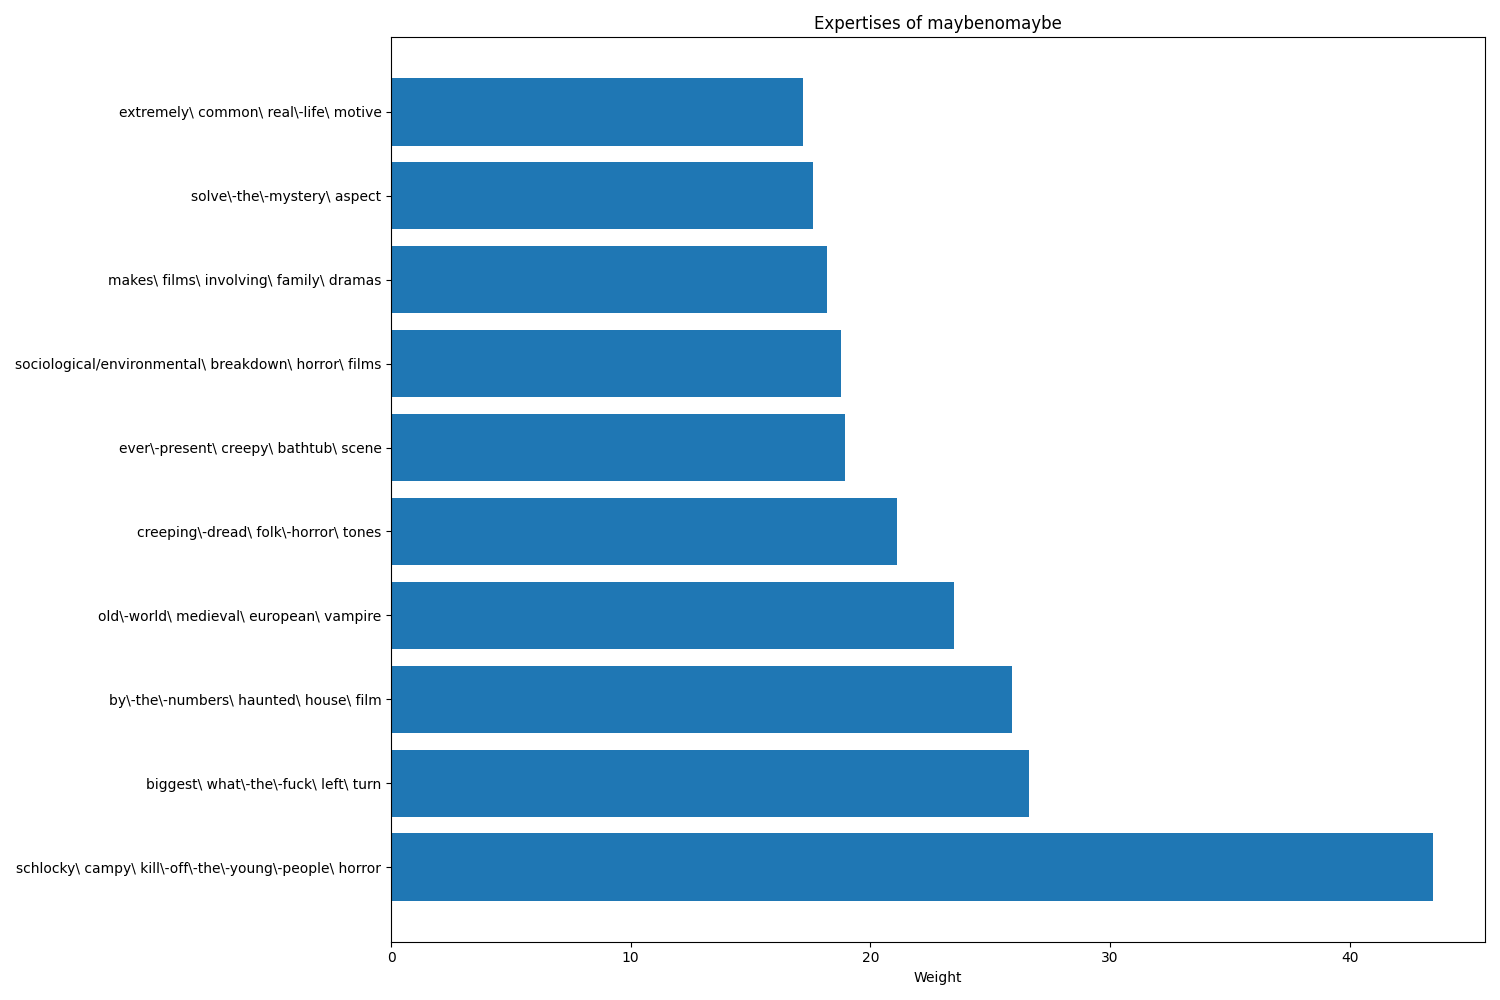 Expertises of maybenomaybe
extremely\ common\ real\-life\ motive
solve\-the\-mystery\ aspect
makes\ films\ involving\ family\ dramas
sociological/environmental\ breakdown\ horror\ films
ever\-present\ creepy\ bathtub\ scene
creeping\-dread\ folk\-horror\ tones
old\-world\ medieval\ european\ vampire
by\-the\-numbers\ haunted\ house\ film
biggest\ what\-the\-fuck\ left\ turn
schlocky\ campy\ kill\-off\-the\-young\-people\ horror
0 10 20 30 40
Weight